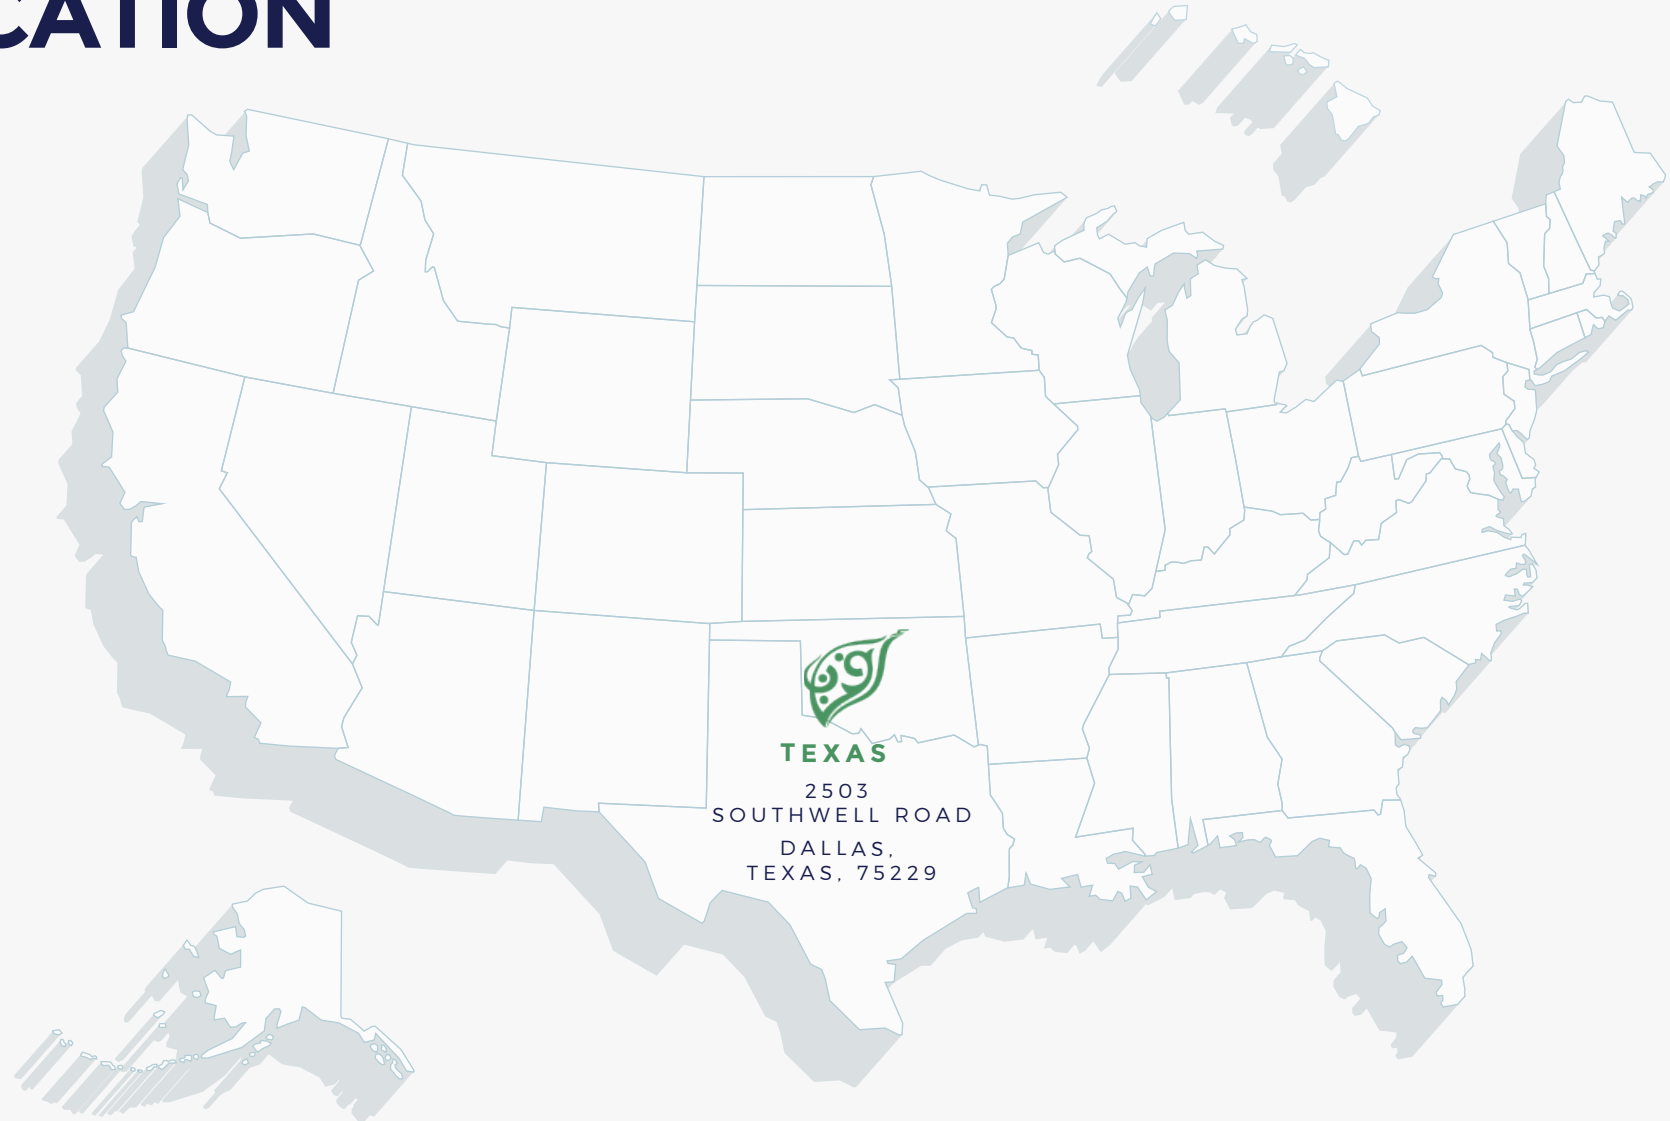 CATION
TEXAS
2503
SOUTHWELL ROAD
DALLAS,
TEXAS, 75229